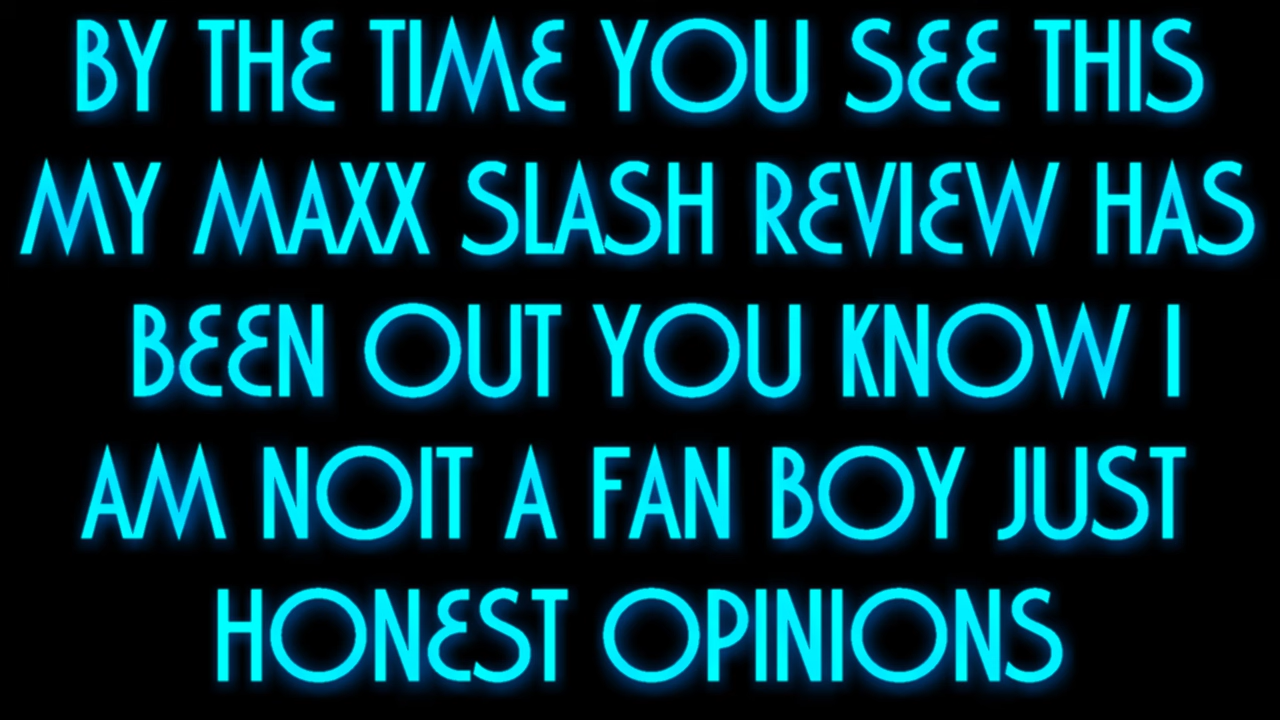 BY THE TIME YOU SEE THIS
MY MAXX SLASH REVIEW HAS
BEEN OUT YOU KNOW I
AM NOIT A FAN BOY JUST
HONEST OPINIONS